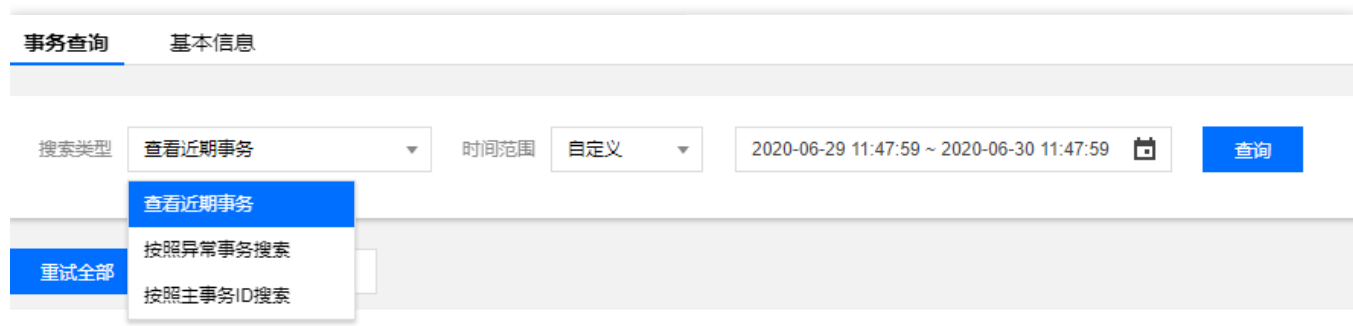 事务查询 基本信息
搜索类型 查看近期事务 时间范围 自定义 2020-06-29 11:47:59 ~ 2020-06-30 11:47:59 查询
查看近期事务
按照异常事务搜索
重试全部
按照主事务ID搜索